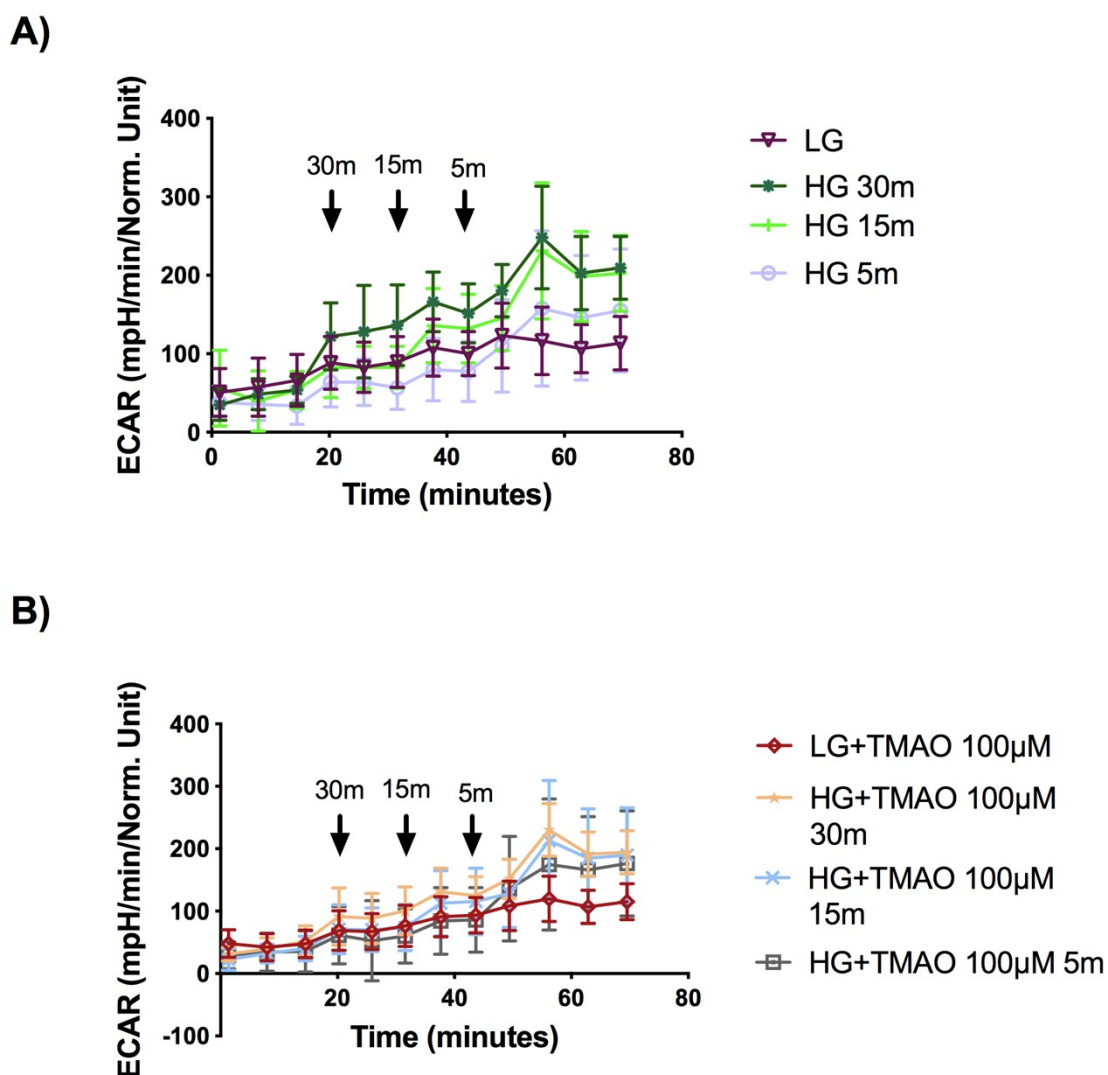 A)
ECAR (mpH/min/Norm. Unit)
400
300
200
100
0
0 20 40 60 80
Time (minutes)
30m 15m 5m
LG
HG 30m
HG 15m
HG 5m
B)
ECAR (mpH/min/Norm. Unit)
400
300
200
100
0
-100
20 40 60 80
Time (minutes)
30m 15m 5m
LG+TMAO 100µM
HG+TMAO 100µM
30m
HG+TMAO 100µM
15m
HG+TMAO 100µM 5m